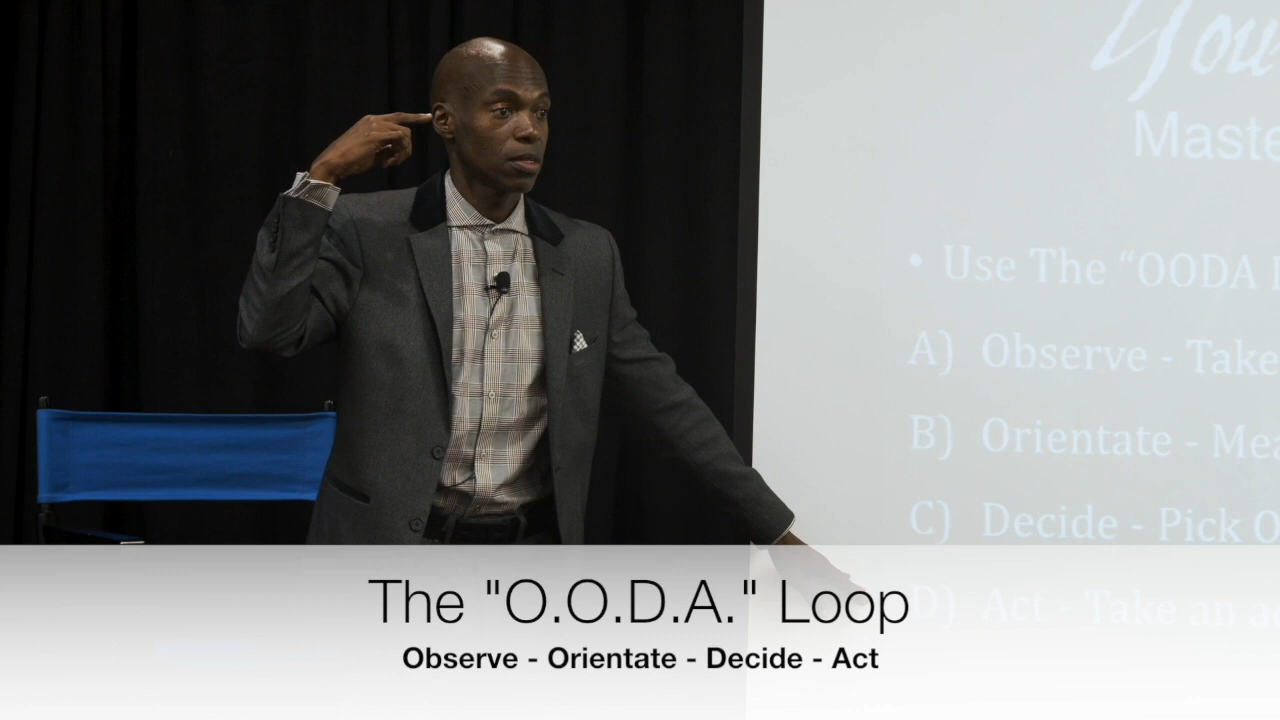 You
Maste
• Use The “OODA
A) Observe - Take
B) Orientate - Mea
C) Decide - Pick O
D) Act - Take an a
The "O.O.D.A." Loop
Observe - Orientate - Decide - Act